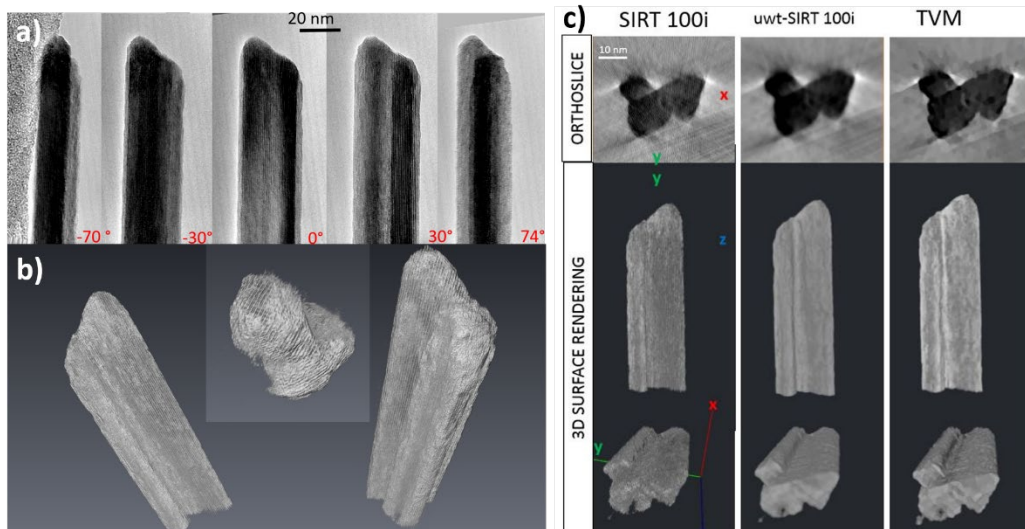 a)
20 nm
-70°
-30°
0°
30°
74°
b)
c)
SIRT 100i
uwt-SIRT 100i
TVM
ORTHOSLICE
10 nm
x
y
y
z
3D SURFACE RENDERING
x
y